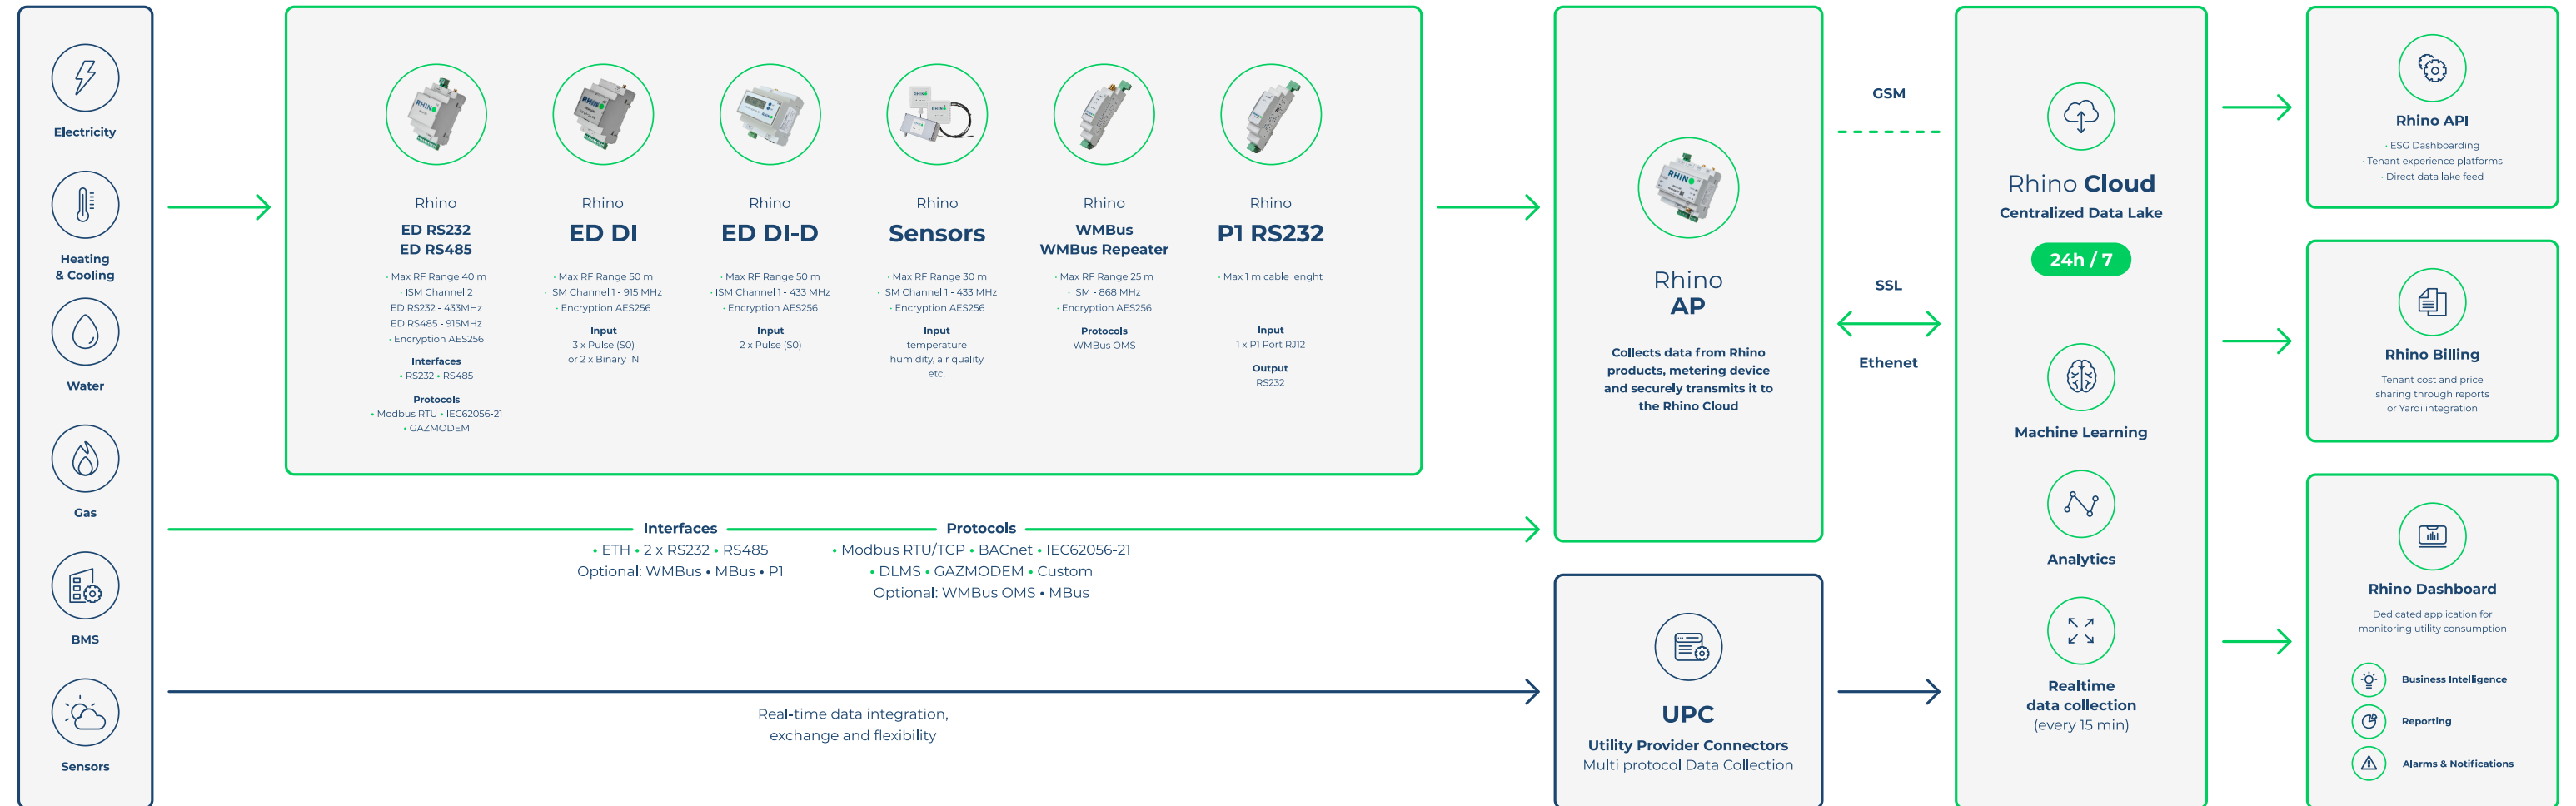 Electricity
Heating
& Cooling
Water
Gas
BMS
Sensors
Rhino
ED RS232
ED RS485
· Max RF Range 40 m
· ISM Channel 2
ED RS232 - 433MHz
ED RS485 - 915MHz
· Encryption AES256
Interfaces
• RS232 • RS485
Protocols
• Modbus RTU • IEC62056-21
• GAZMODEM
Rhino
ED DI
· Max RF Range 50 m
· ISM Channel 1 - 915 MHz
· Encryption AES256
Input
3 x Pulse (S0)
or 2 x Binary IN
Rhino
ED DI-D
· Max RF Range 50 m
· ISM Channel 1 - 433 MHz
· Encryption AES256
Input
2 x Pulse (S0)
Rhino
Sensors
· Max RF Range 30 m
· ISM Channel 1 - 433 MHz
· Encryption AES256
Input
temperature
humidity, air quality
etc.
Rhino
WMBus
WMBus Repeater
· Max RF Range 25 m
· ISM - 868 MHz
· Encryption AES256
Protocols
WMBus OMS
Rhino
P1 RS232
· Max 1 m cable lenght
Input
1 x P1 Port RJ12
Output
RS232
Interfaces
• ETH • 2 x RS232 • RS485
Optional: WMBus • MBus • P1
Protocols
• Modbus RTU/TCP • BACnet • IEC62056-21
• DLMS • GAZMODEM • Custom
Optional: WMBus OMS • MBus
Real-time data integration,
exchange and flexibility
RHINO
Rhino
AP
Collects data from Rhino
products, metering device
and securely transmits it to
the Rhino Cloud
UPC
Utility Provider Connectors
Multi protocol Data Collection
GSM
SSL
Ethenet
Rhino Cloud
Centralized Data Lake
24h / 7
Machine Learning
Analytics
Realtime
data collection
(every 15 min)
Rhino API
· ESG Dashboarding
· Tenant experience platforms
· Direct data lake feed
Rhino Billing
Tenant cost and price
sharing through reports
or Yardi integration
Rhino Dashboard
Dedicated application for
monitoring utility consumption
Business Intelligence
Reporting
Alarms & Notifications